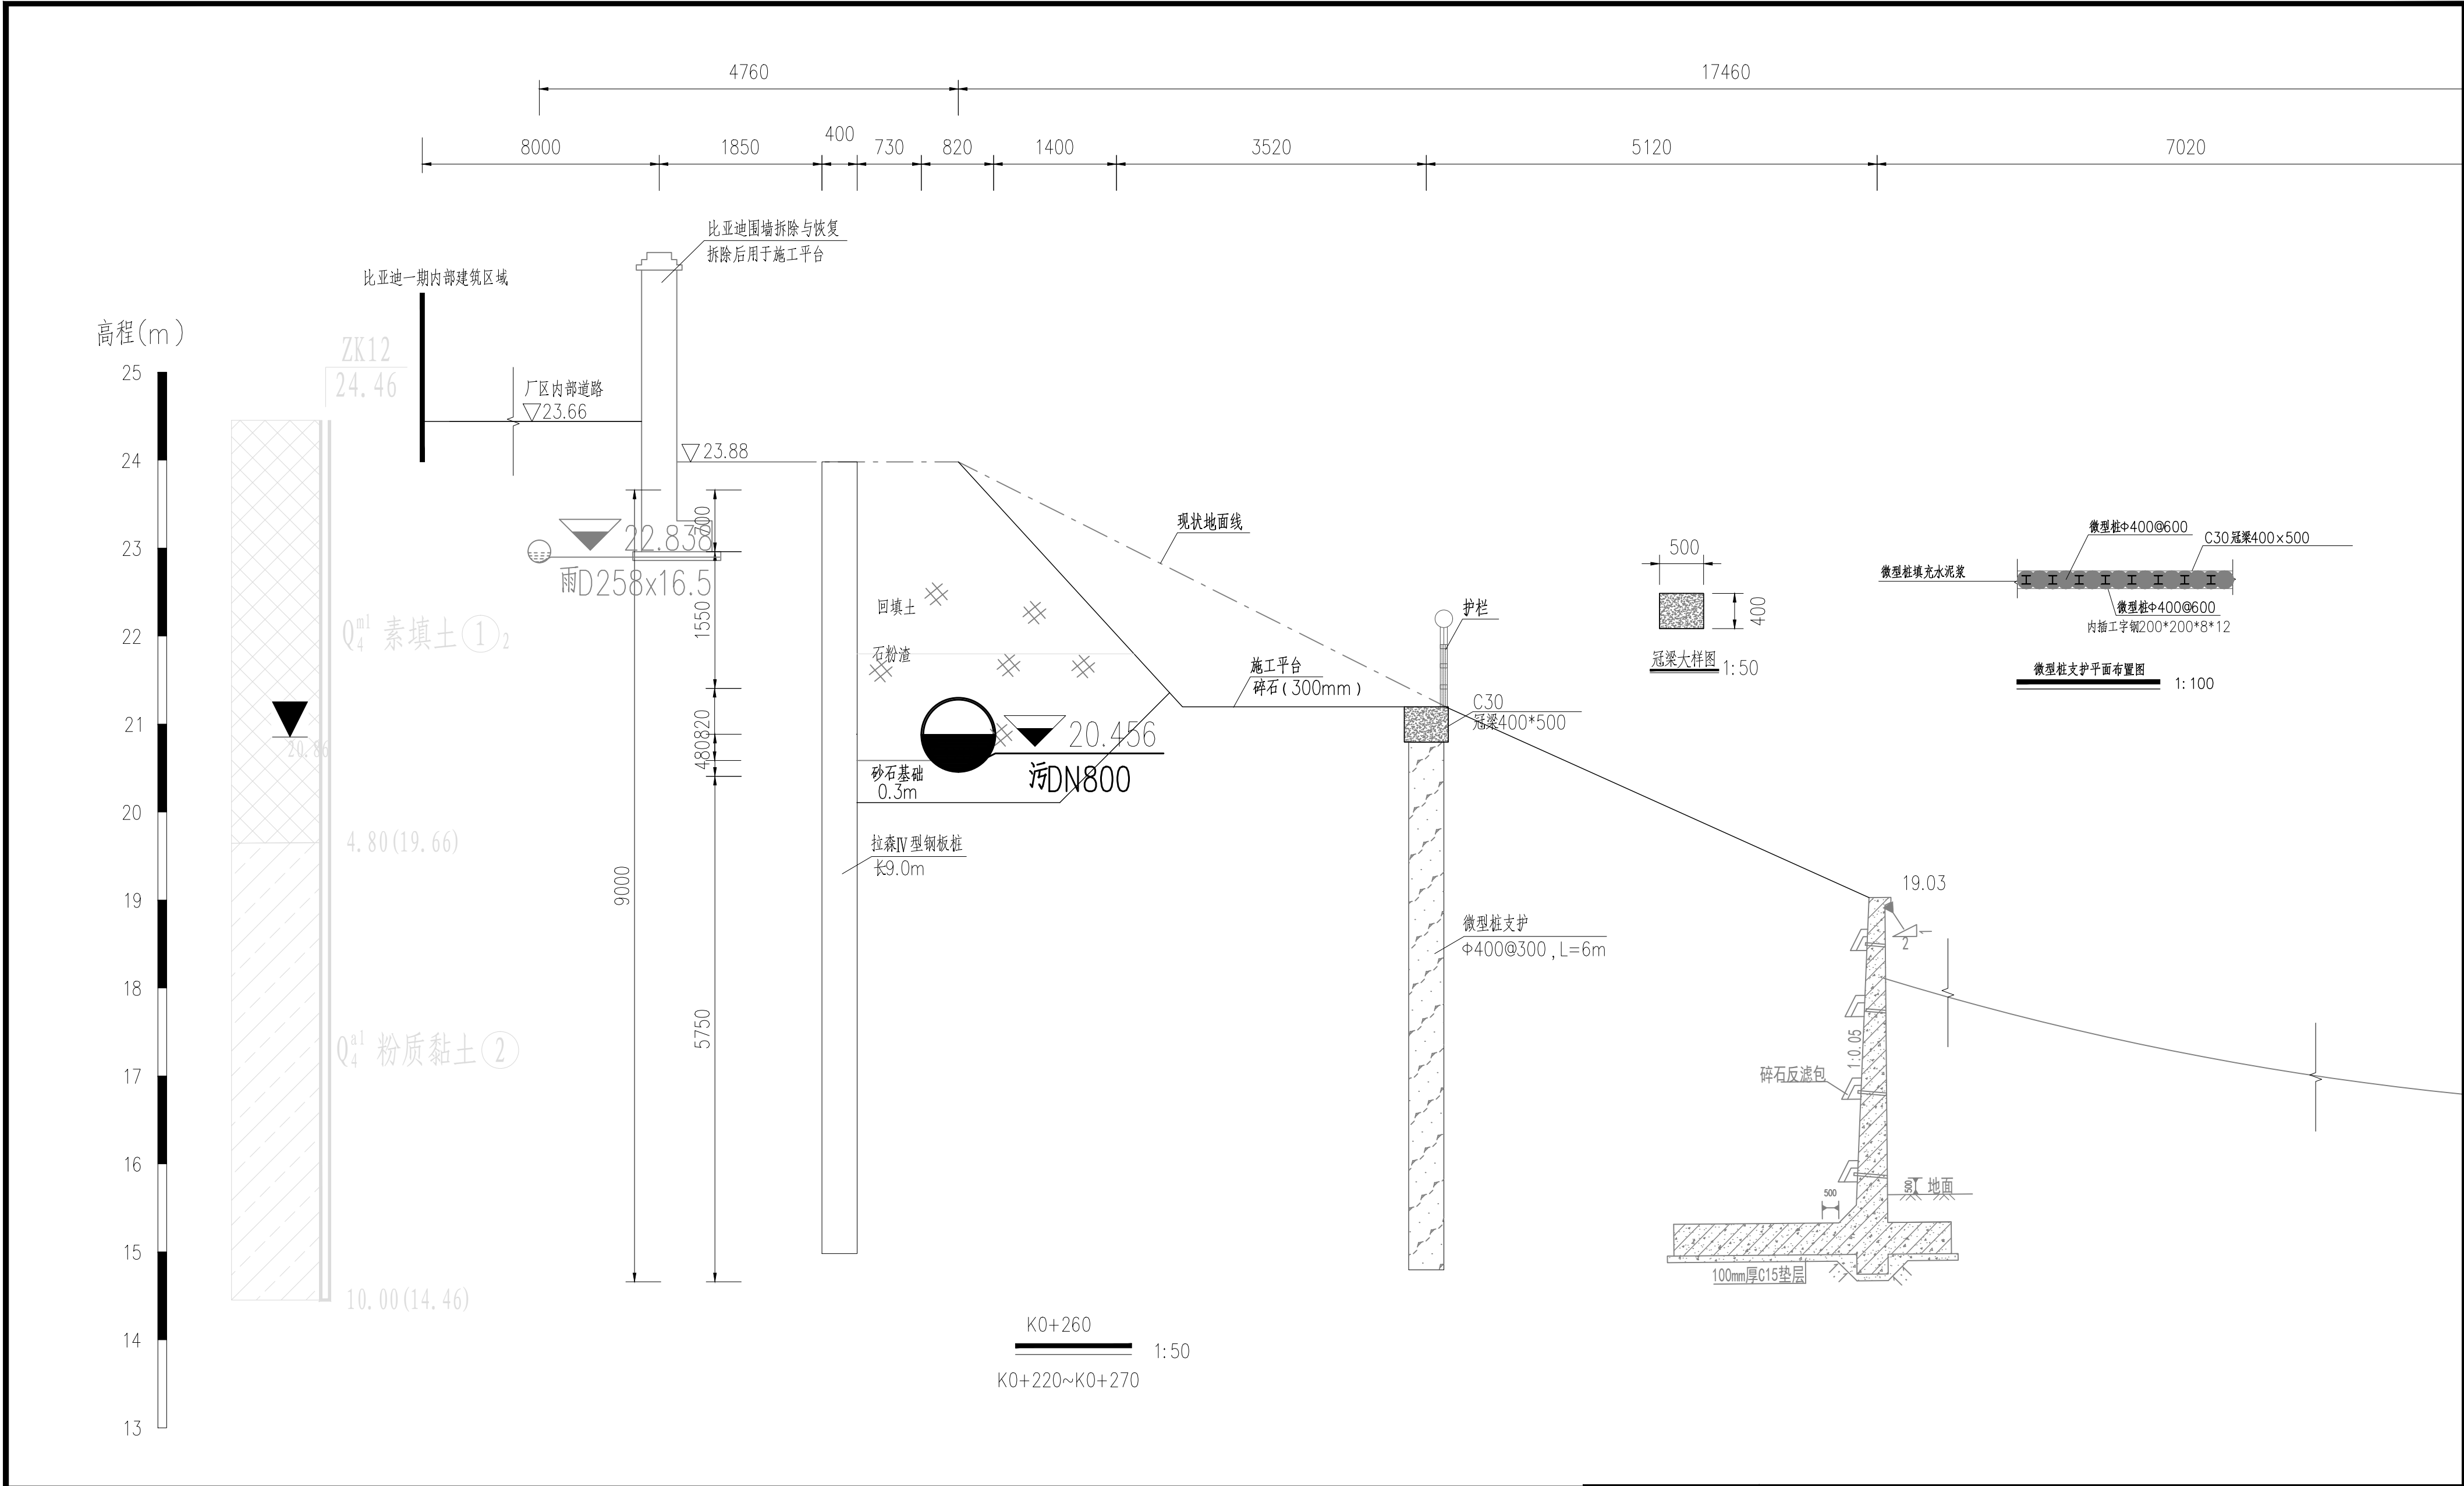 4760
17460
8000
1850
400
730
820
1400
3520
5120
7020
比亚迪围墙拆除与恢复
拆除后用于施工平台
比亚迪一期内部建筑区域
高程(m)
25
24
23
22
21
20
19
18
17
16
15
14
13
ZK12
24.46
厂区内部道路
23.66
23.88
22.838
雨D258x16.5
Q4ml 素填土①2
20.86
4.80(19.66)
Q4al 粉质黏土②
10.00(14.46)
1550
480820
9000
5750
回填土
石粉渣
现状地面线
施工平台
碎石(300mm)
护栏
C30
冠梁400*500
20.456
污DN800
砂石基础
0.3m
拉森Ⅳ型钢板桩
长9.0m
微型桩支护
Φ400@300,L=6m
500
400
冠梁大样图 1:50
微型桩Φ400@600
C30冠梁400×500
微型桩填充水泥浆
微型桩Φ400@600
内插工字钢200*200*8*12
微型桩支护平面布置图 1:100
19.03
1
2
1:0.05
碎石反滤包
500
500
地面
100mm厚C15垫层
K0+260
1:50
K0+220~K0+270